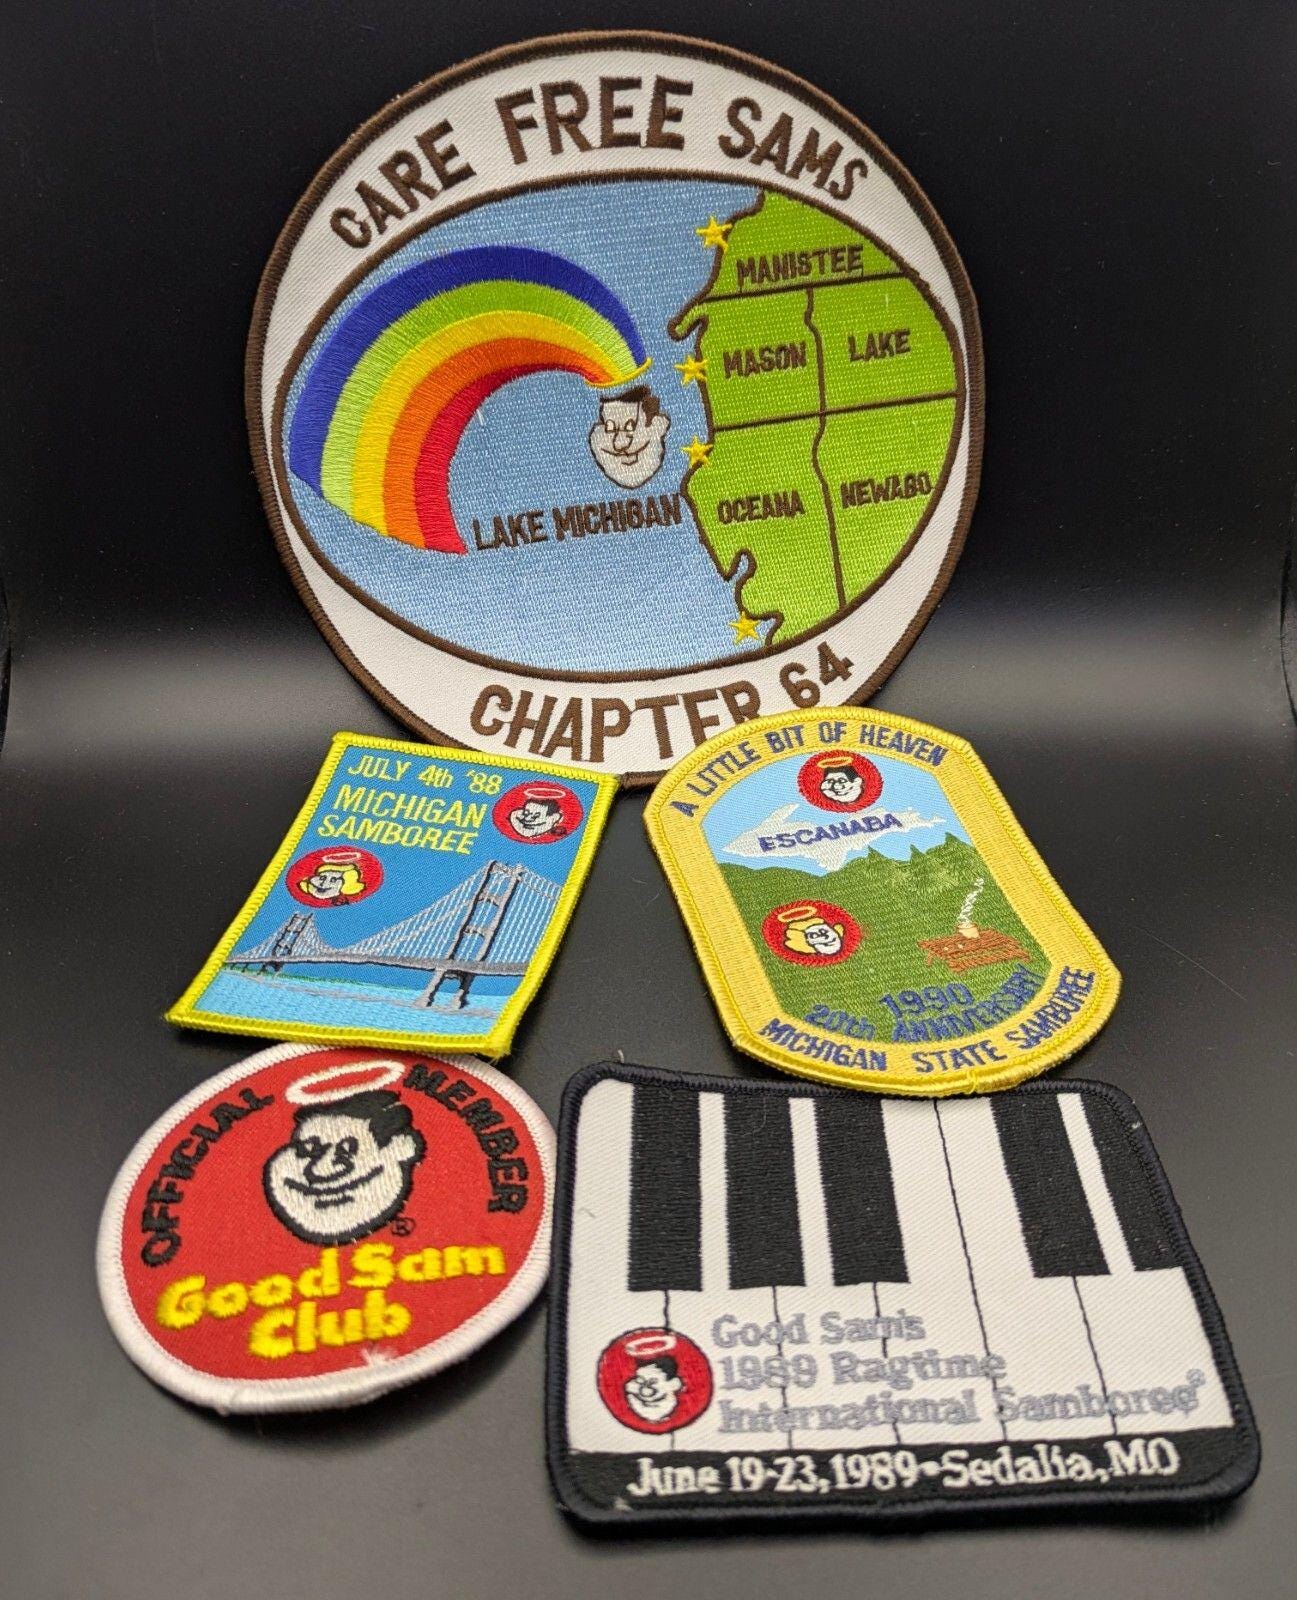 CARE FREE SAMS
MANISTEE
MASON
LAKE
OCEANA
NEWAGO
LAKE MICHIGAN
CHAPTER 64
JULY 4th '88
MICHIGAN
SAMBOREE
A LITTLE BIT OF HEAVEN
ESCANABA
1990
20th ANNIVERSARY
MICHIGAN STATE SAMBOREE
OFFICIAL MEMBER
®
Good Sam
Club
Good Sam's
1989 Ragtime
International Samboree®
June 19-23, 1989•Sedalia, MO